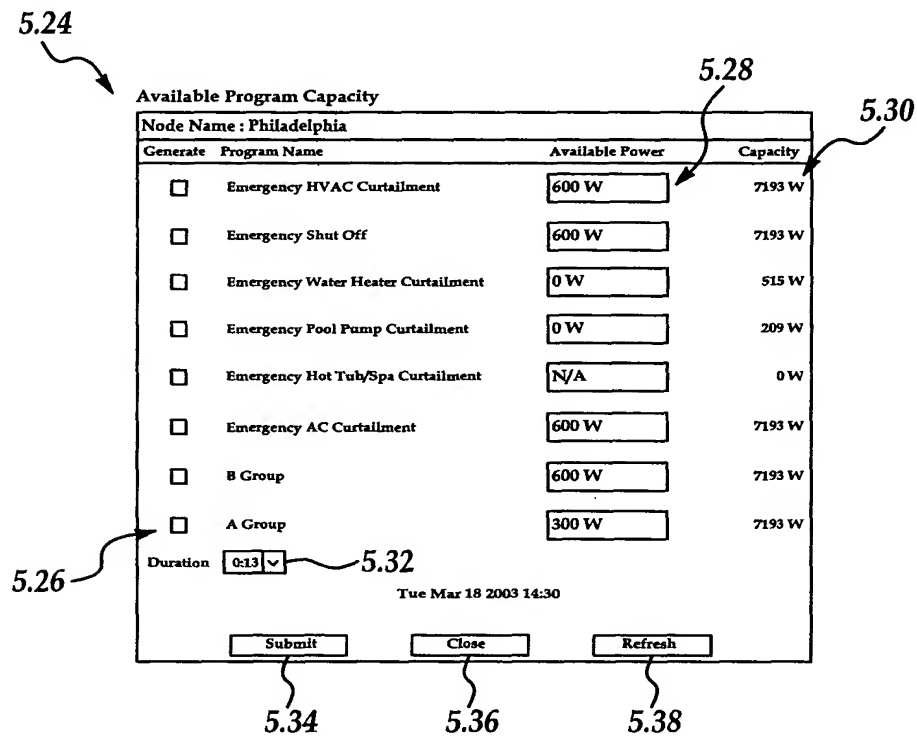 5.24
5.28
Available Program Capacity
5.30
Node Name : Philadelphia
Generate Program Name Available Power Capacity
Emergency HVAC Curtailment 600 W 7193 W
Emergency Shut Off 600 W 7193 W
Emergency Water Heater Curtailment 0 W 515 W
Emergency Pool Pump Curtailment 0 W 209 W
Emergency Hot Tub/Spa Curtailment N/A 0 W
Emergency AC Curtailment 600 W 7193 W
B Group 600 W 7193 W
A Group 300 W 7193 W
Duration 0:13 5.32
5.26
Tue Mar 18 2003 14:30
Submit Close Refresh
5.34 5.36 5.38